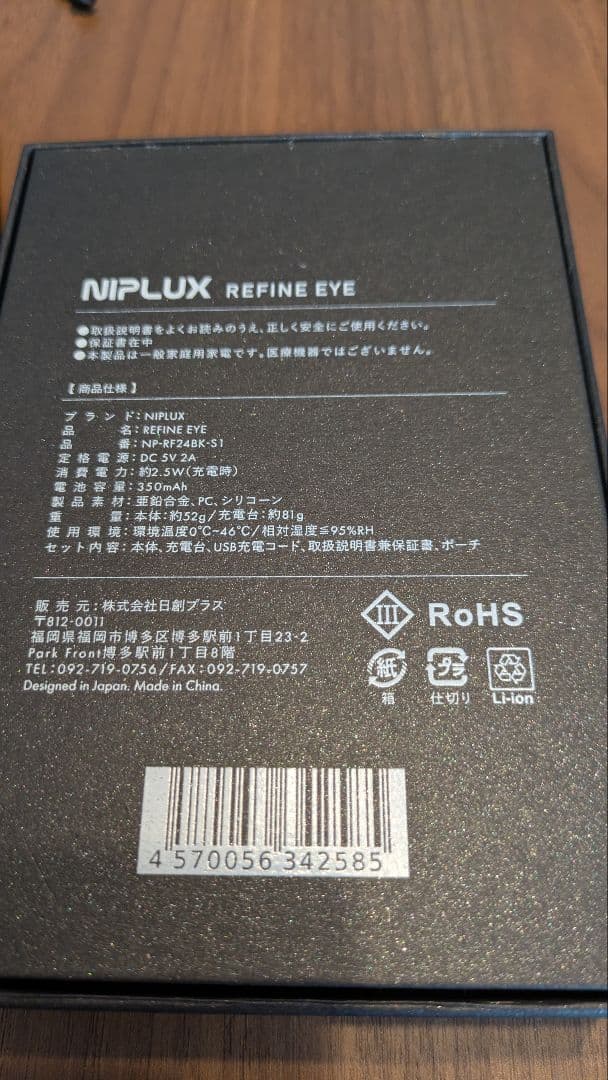 NIPLUX REFINE EYE
●取扱説明書をよくお読みのうえ、正しく安全にご使用ください。
●保証書在中
●本製品は一般家庭用家電です。医療機器ではございません。
【商品仕様】
ブランド：NIPLUX
品名：REFINE EYE
品番：NP-RF24BK-S1
定格電源：DC 5V 2A
消費電力：約2.5W（充電時）
電池容量：350mAh
製品素材：亜鉛合金、PC、シリコーン
重量：本体：約52g/充電台：約81g
使用環境：環境温度0℃~46℃/相対湿度≦95%RH
セット内容：本体、充電台、USB充電コード、取扱説明書兼保証書、ポーチ
販売元：株式会社日創プラス
〒812-0011
福岡県福岡市博多区博多駅前1丁目23-2
Park Front博多駅前1丁目8階
TEL：092-719-0756/FAX：092-719-0757
Designed in Japan. Made in China.
III RoHS
紙 プラ
箱 仕切り Li-ion
4 570056 342585